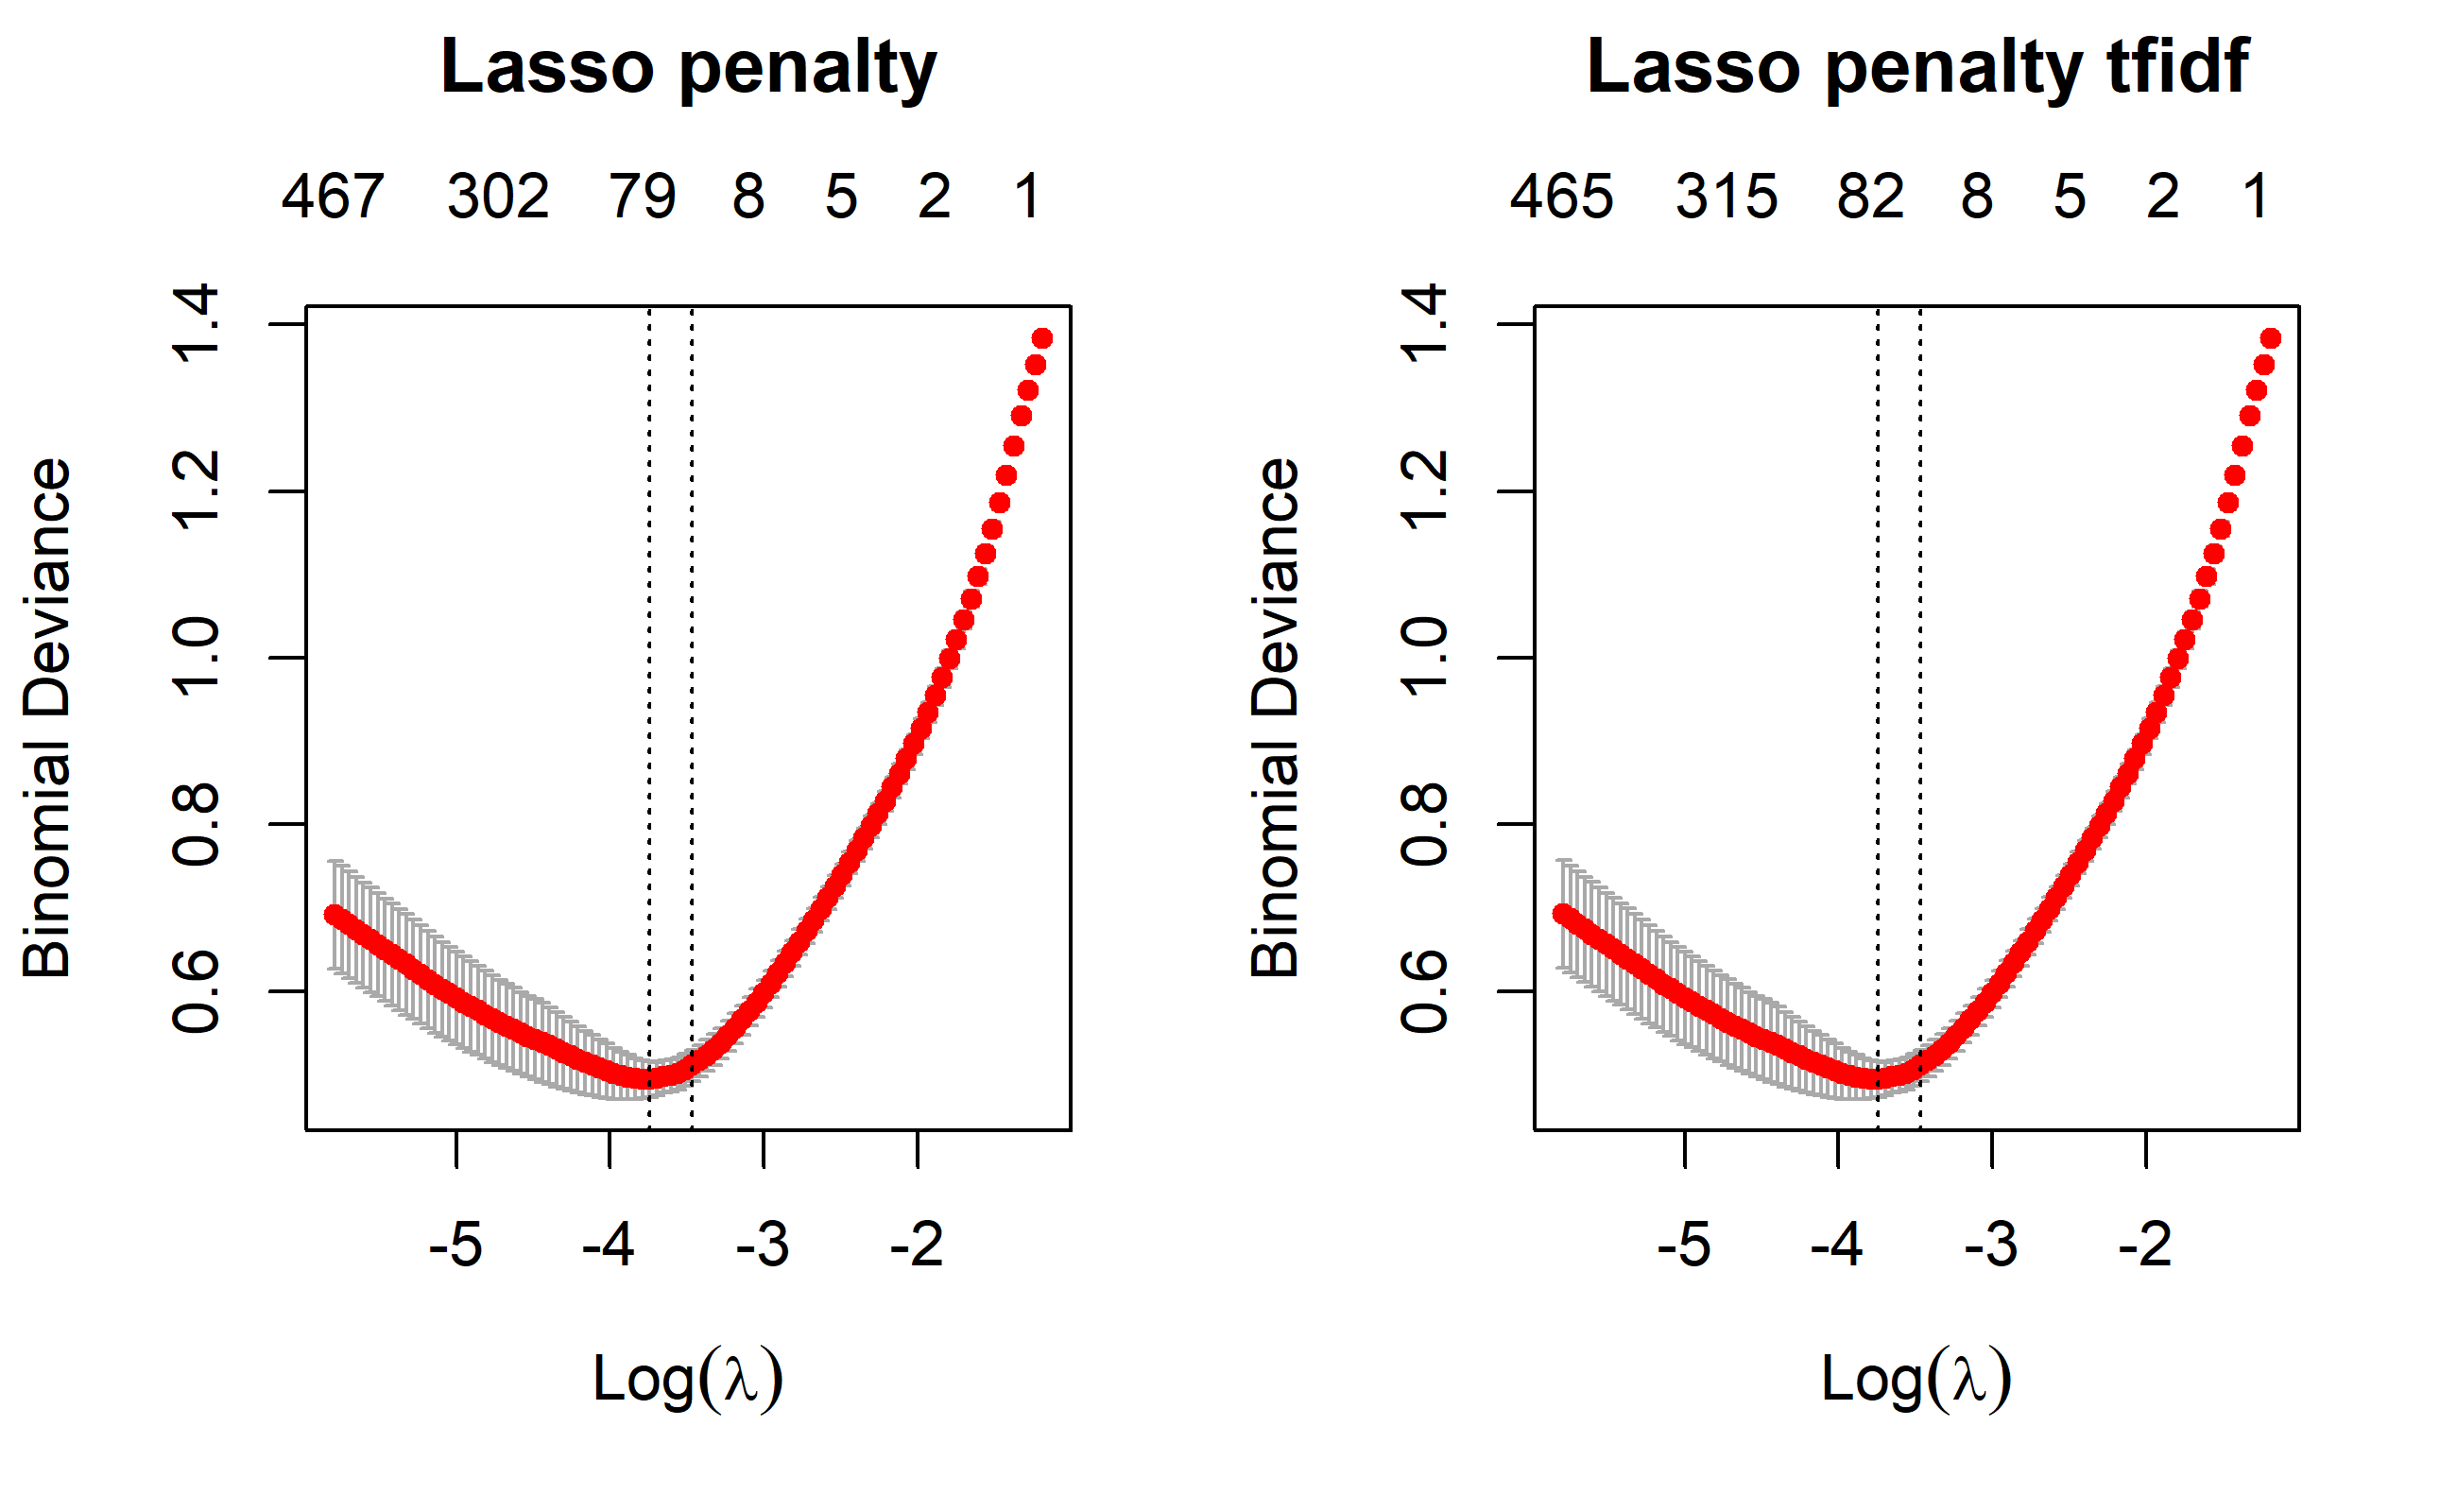 Lasso penalty
467 302 79 8 5 2 1
Binomial Deviance
1.4
1.2
1.0
0.8
0.6
-5 -4 -3 -2
Log(λ)
Lasso penalty tfidf
465 315 82 8 5 2 1
Binomial Deviance
1.4
1.2
1.0
0.8
0.6
-5 -4 -3 -2
Log(λ)